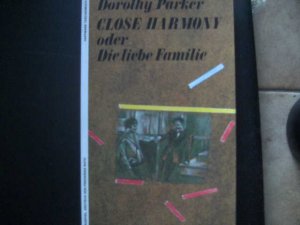 Dorothy Parker
CLOSE HARMONY
oder
Die liebe Familie